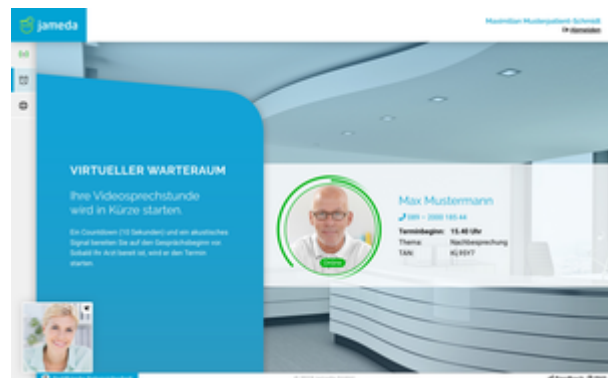 jameda
Maximilian Musterpatient-Schmidt
Abmelden
VIRTUELLER WARTERAUM
Ihre Videosprechstunde
wird in Kürze starten.
Ein Countdown (10 Sekunden) und ein akustisches
Signal bereiten Sie auf den Gesprächsbeginn vor.
Sobald Ihr Arzt bereit ist, wird er den Termin
starten.
Max Mustermann
089 – 2000 185 44
Terminbeginn: 15.40 Uhr
Thema: Nachbesprechung
TAN:
Online